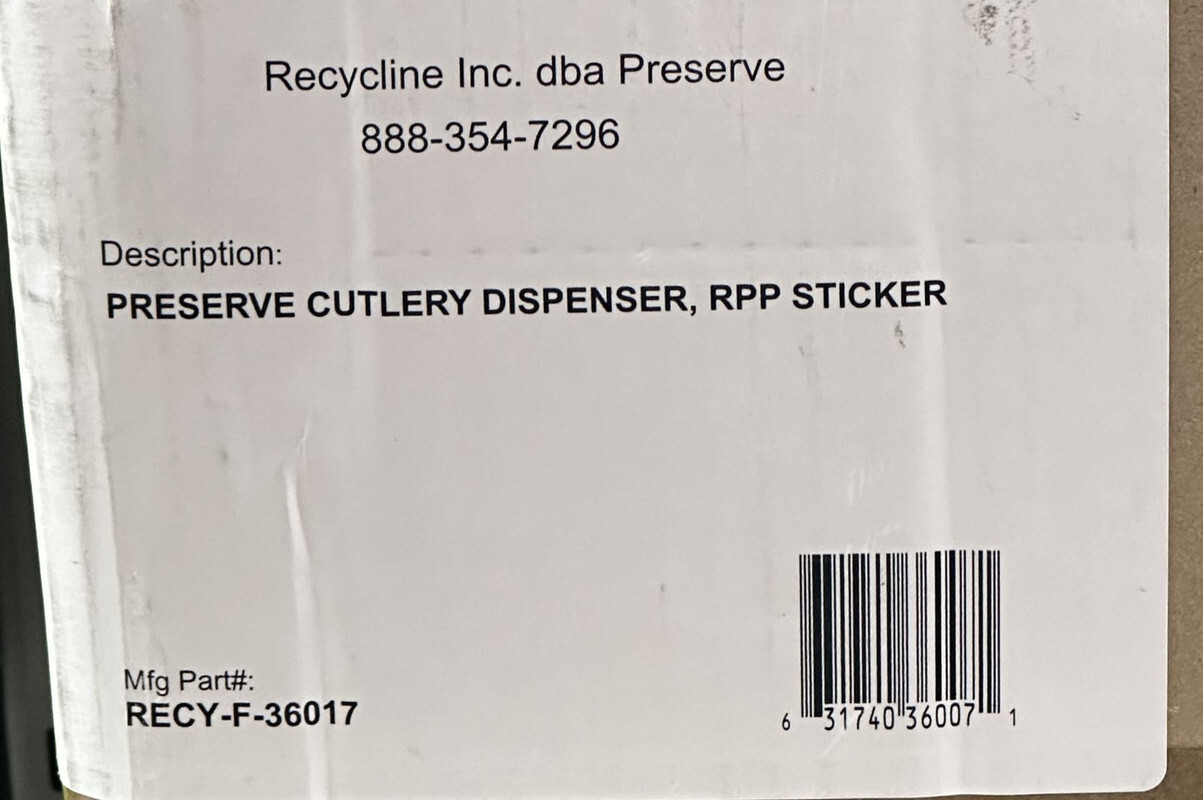 Recycline Inc. dba Preserve
888-354-7296
Description:
PRESERVE CUTLERY DISPENSER, RPP STICKER
Mfg Part#:
RECY-F-36017
6 31740 36007 1